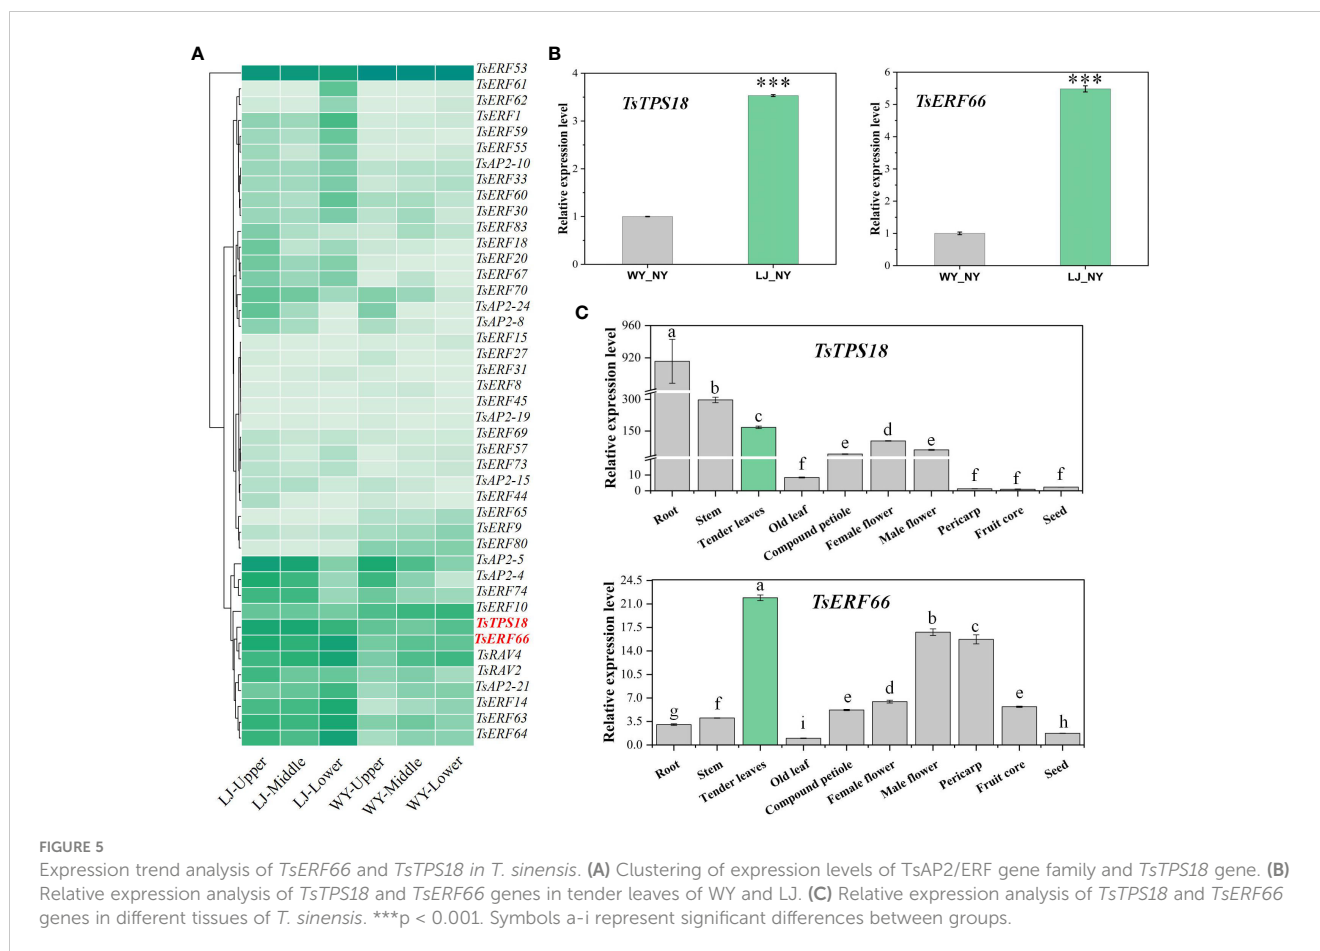 A
TsERF53
TsERF61
TsERF62
TsERF1
TsERF59
TsERF55
TsAP2-10
TsERF33
TsERF60
TsERF30
TsERF83
TsERF18
TsERF20
TsERF67
TsERF70
TsAP2-24
TsAP2-8
TsERF15
TsERF27
TsERF31
TsERF8
TsERF45
TsAP2-19
TsERF69
TsERF57
TsERF73
TsAP2-15
TsERF44
TsERF65
TsERF9
TsERF80
TsAP2-5
TsAP2-4
TsERF74
TsERF10
TsTPS18
TsERF66
TsRAV4
TsRAV2
TsAP2-21
TsERF14
TsERF63
TsERF64
LJ-Upper
LJ-Middle
LJ-Lower
WY-Upper
WY-Middle
WY-Lower
B
Relative expression level
4
3
2
1
0
TsTPS18
***
WY_NY
LJ_NY
Relative expression level
6
5
4
3
2
1
0
TsERF66
***
WY_NY
LJ_NY
C
Relative expression level
960
920
300
150
10
0
TsTPS18
a
b
c
f
e
d
e
f
f
f
Root
Stem
Tender leaves
Old leaf
Compound petiole
Female flower
Male flower
Pericarp
Fruit core
Seed
Relative expression level
24.5
21.0
17.5
14.0
10.5
7.0
3.5
0.0
TsERF66
g
f
a
i
e
d
b
c
e
h
Root
Stem
Tender leaves
Old leaf
Compound petiole
Female flower
Male flower
Pericarp
Fruit core
Seed
FIGURE 5
Expression trend analysis of TsERF66 and TsTPS18 in T. sinensis. (A) Clustering of expression levels of TsAP2/ERF gene family and TsTPS18 gene. (B)
Relative expression analysis of TsTPS18 and TsERF66 genes in tender leaves of WY and LJ. (C) Relative expression analysis of TsTPS18 and TsERF66
genes in different tissues of T. sinensis. ***p < 0.001. Symbols a-i represent significant differences between groups.